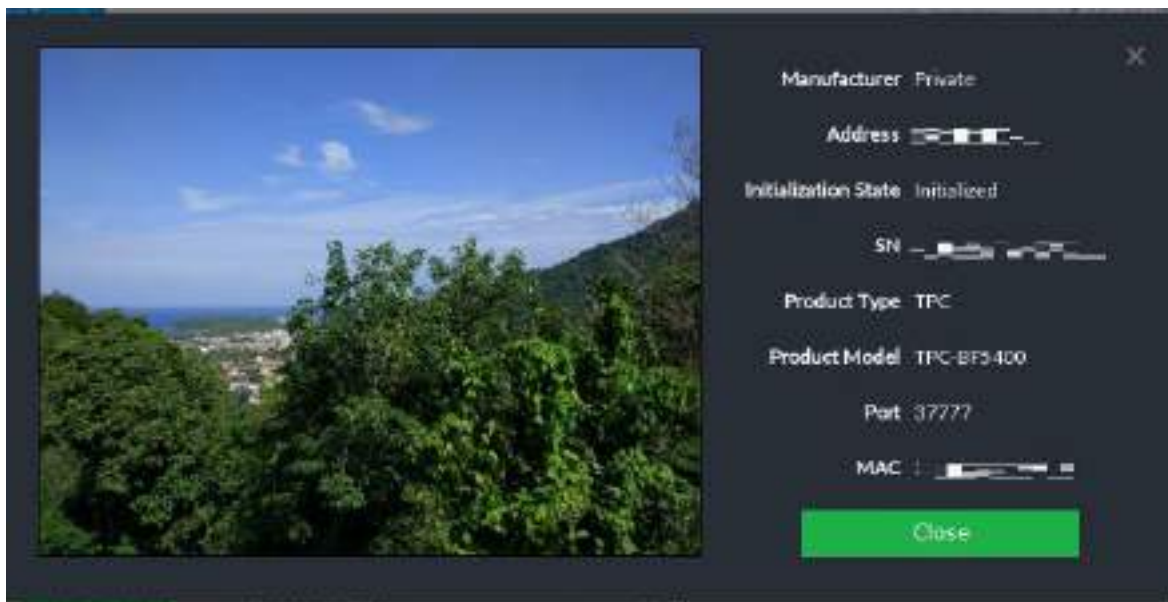 Manufacturer Private
Address
Initialization State Initialized
SN
Product Type TPC
Product Model TPC-BF5400
Port 37777
MAC
Close